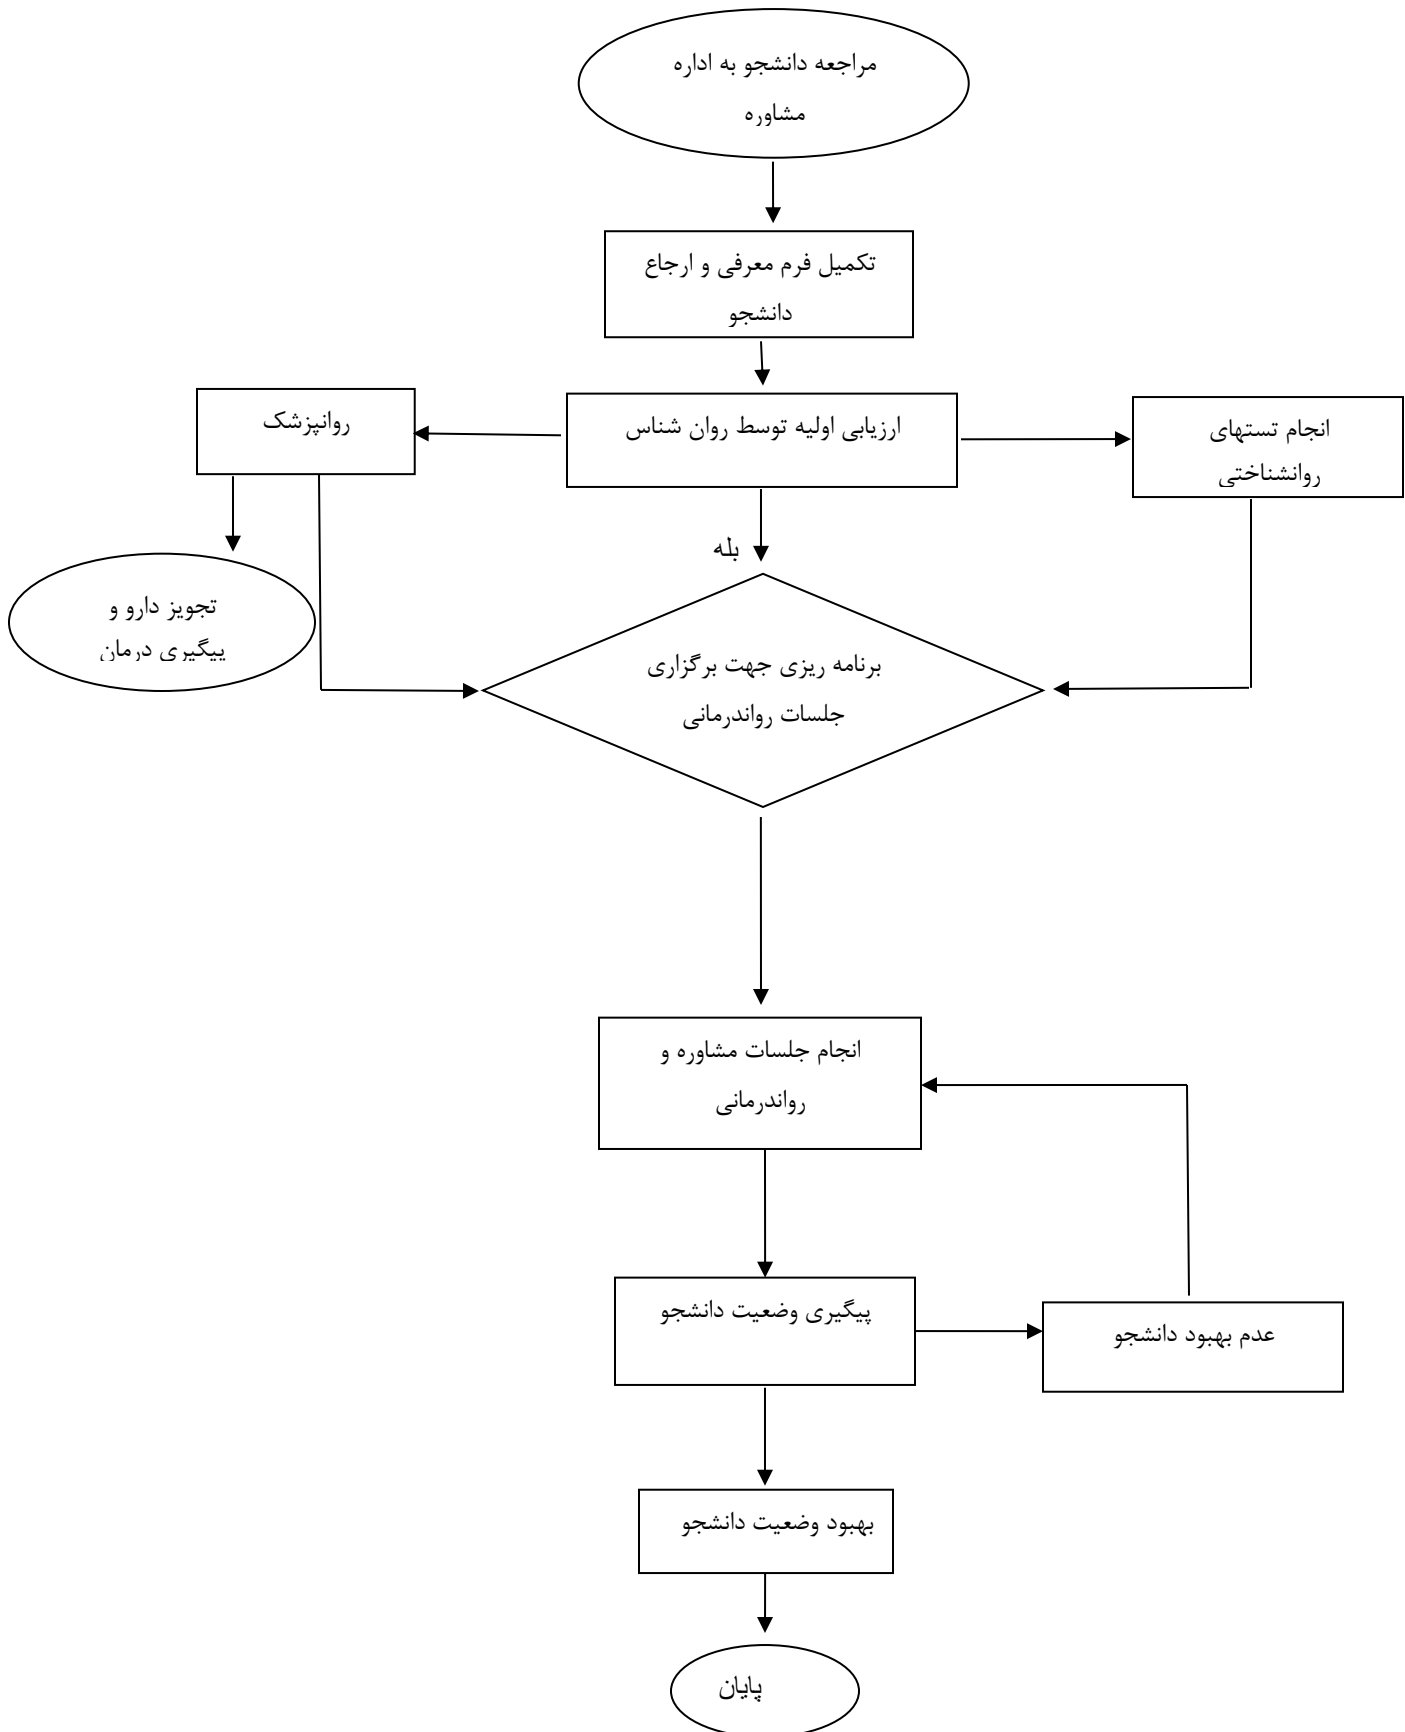 مراجعه دانشجو به اداره
مشاوره
تکمیل فرم معرفی و ارجاع
دانشجو
روانپزشک
ارزیابی اولیه توسط روان شناس
انجام تستهای
روانشناختی
بله
تجویز دارو و
پیگیری درمان
برنامه ریزی جهت برگزاری
جلسات رواندرمانی
انجام جلسات مشاوره و
رواندرمانی
پیگیری وضعیت دانشجو
عدم بهبود دانشجو
بهبود وضعیت دانشجو
پایان